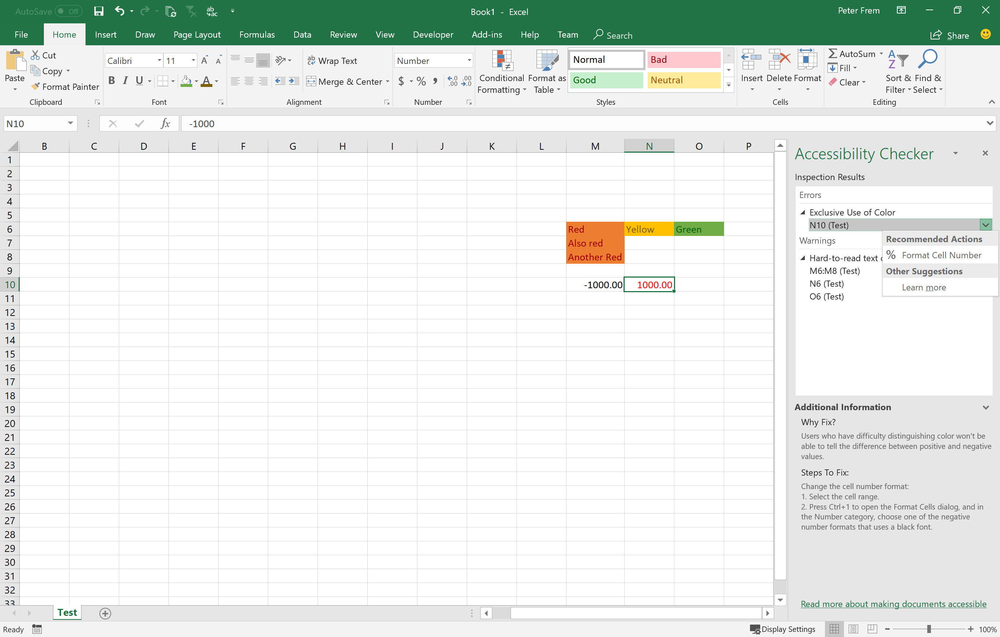 AutoSave Off
ab
ac
Book1 - Excel
Peter Frem
File Home Insert Draw Page Layout Formulas Data Review View Developer Add-ins Help Team Search
Share
Paste
Cut
Copy
Format Painter
Clipboard
Calibri 11 A A
B I U A
Font
ab Wrap Text
Merge & Center
Alignment
Number
$ % , .0 .00 .00 .0
Number
Conditional Formatting
Format as Table
Normal Bad
Good Neutral
Styles
Insert Delete Format
Cells
AutoSum
Fill
Clear
A
Z
Sort & Filter
Find & Select
Editing
N10
fx
-1000
B C D E F G H I J K L M N O P
1
2
3
4
5
6 Red Yellow Green
7 Also red
8 Another Red
9
10 -1000.00 1000.00
11
12
13
14
15
16
17
18
19
20
21
22
23
24
25
26
27
28
29
30
31
32
33
Accessibility Checker
Inspection Results
Errors
Exclusive Use of Color
N10 (Test)
Warnings
Hard-to-read text
M6:M8 (Test)
N6 (Test)
O6 (Test)
Recommended Actions
% Format Cell Number
Other Suggestions
Learn more
Additional Information
Why Fix?
Users who have difficulty distinguishing color won't be
able to tell the difference between positive and negative
values.
Steps To Fix:
Change the cell number format:
1. Select the cell range.
2. Press Ctrl+1 to open the Format Cells dialog, and in
the Number category, choose one of the negative
number formats that uses a black font.
Read more about making documents accessible
Test
Ready
Display Settings
100%